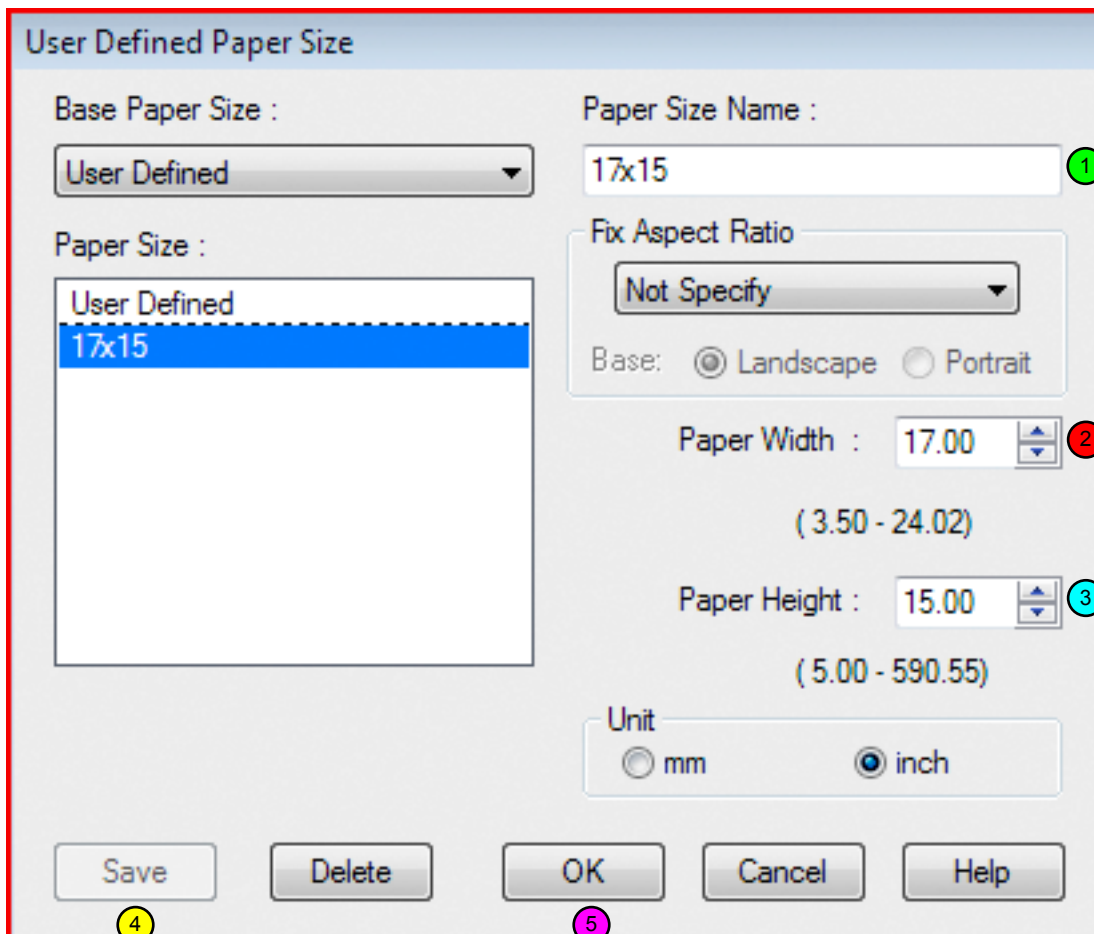 User Defined Paper Size
Base Paper Size :
User Defined
Paper Size :
User Defined
17x15
Paper Size Name :
17x15
1
Fix Aspect Ratio
Not Specify
Base: Landscape Portrait
Paper Width : 17.00
2
( 3.50 - 24.02)
Paper Height : 15.00
3
( 5.00 - 590.55)
Unit
mm inch
Save Delete OK Cancel Help
4 5